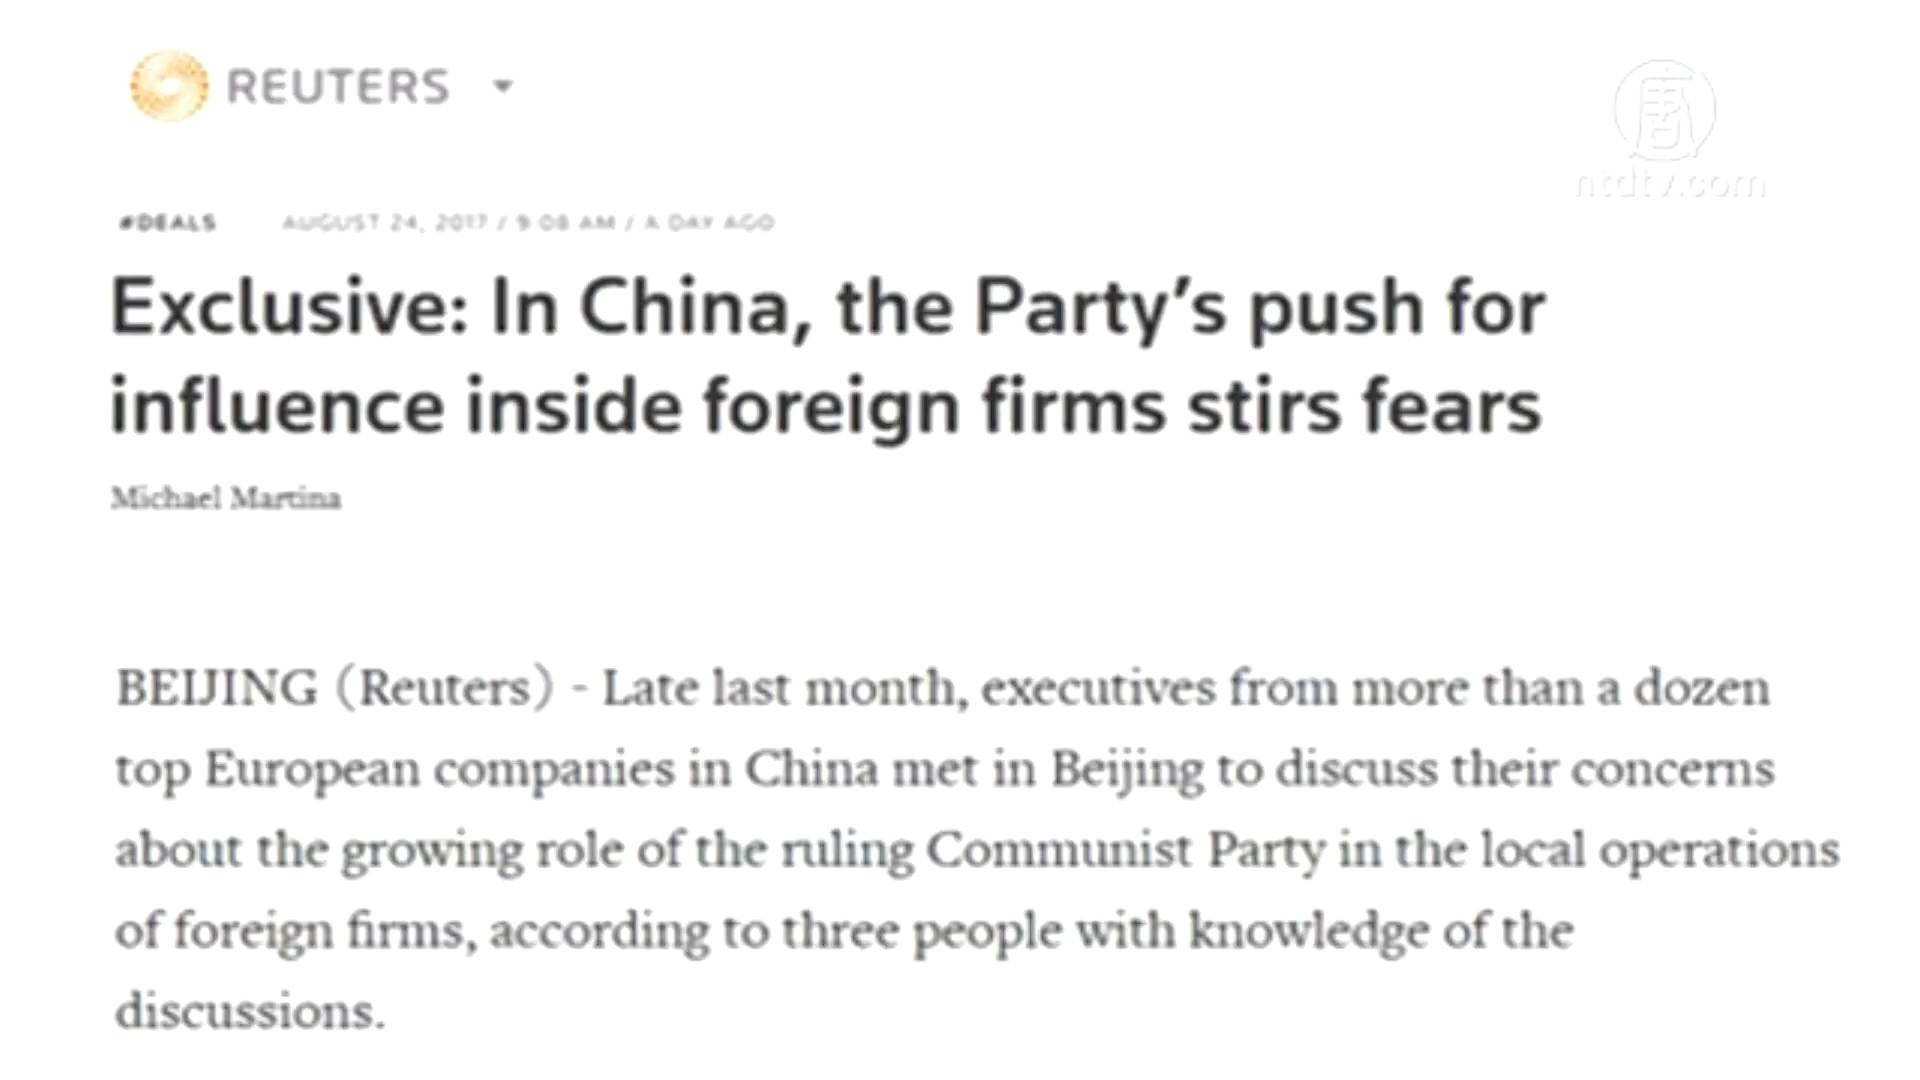 REUTERS
ntdtv.com
#DEALS AUGUST 24, 2017 / 9:08 AM / A DAY AGO
Exclusive: In China, the Party’s push for
influence inside foreign firms stirs fears
Michael Martina
BEIJING (Reuters) - Late last month, executives from more than a dozen
top European companies in China met in Beijing to discuss their concerns
about the growing role of the ruling Communist Party in the local operations
of foreign firms, according to three people with knowledge of the
discussions.